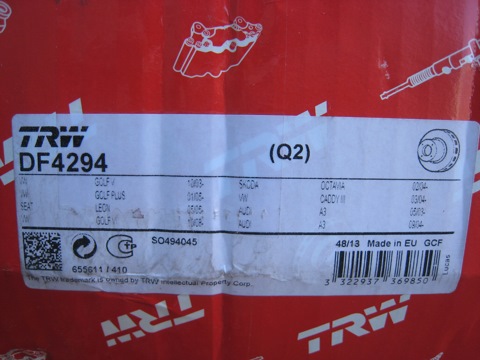 TRW
DF4294
(Q2)
VW GOLF V 10/03- SKODA OCTAVIA 02/04-
VW GOLF PLUS 01/05- VW CADDY III 03/04-
SEAT LEON 05/05- AUDI A3 05/03-
VW GOLF VI 10/08- AUDI A3 09/04-
SO494045
48/13 Made in EU GCF
655611 / 410
The TRW trademark is owned by TRW Intellectual Property Corp.
3 322937 369850
Lucas
TRW
TRW